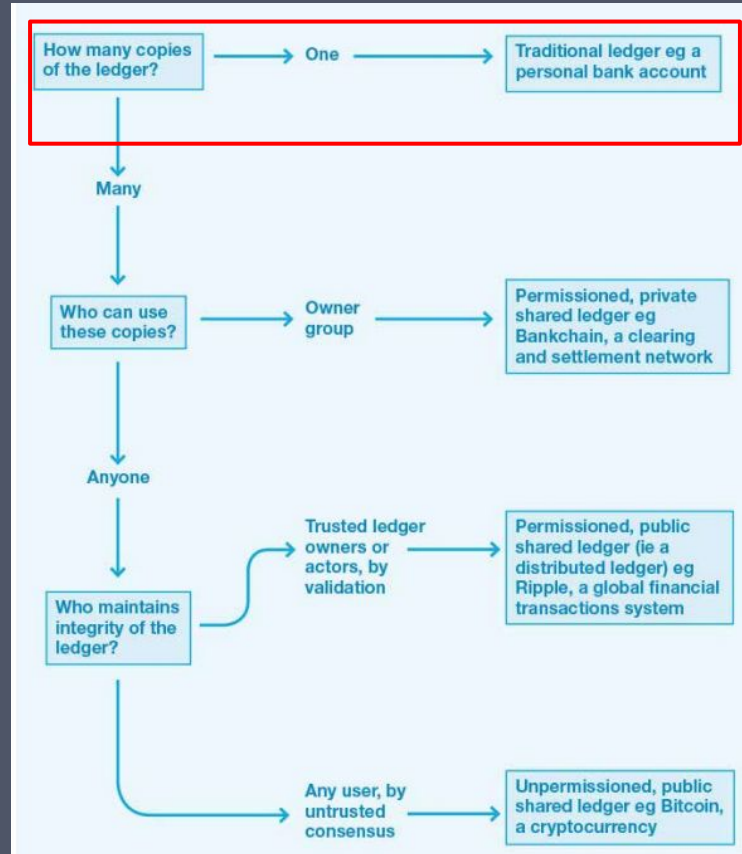 How many copies
of the ledger?
One
Traditional ledger eg a
personal bank account
Many
Who can use
these copies?
Owner
group
Permissioned, private
shared ledger eg
Bankchain, a clearing
and settlement network
Anyone
Trusted ledger
owners or
actors, by
validation
Permissioned, public
shared ledger (ie a
distributed ledger) eg
Ripple, a global financial
transactions system
Who maintains
integrity of the
ledger?
Any user, by
untrusted
consensus
Unpermissioned, public
shared ledger eg Bitcoin,
a cryptocurrency